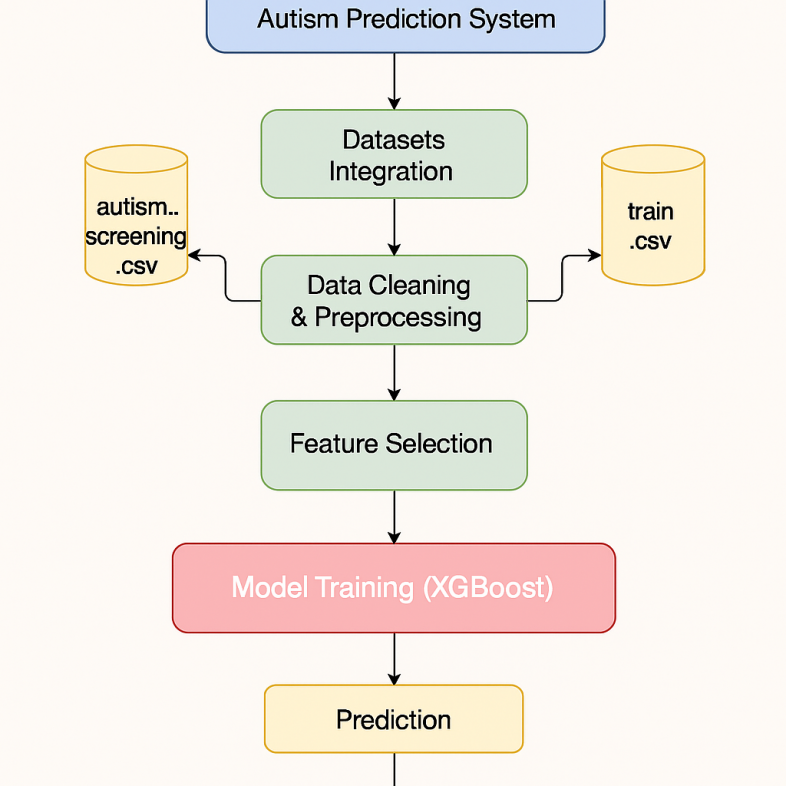 Autism Prediction System
Datasets
Integration
autism..
screening
.csv
train
.csv
Data Cleaning
& Preprocessing
Feature Selection
Model Training (XGBoost)
Prediction